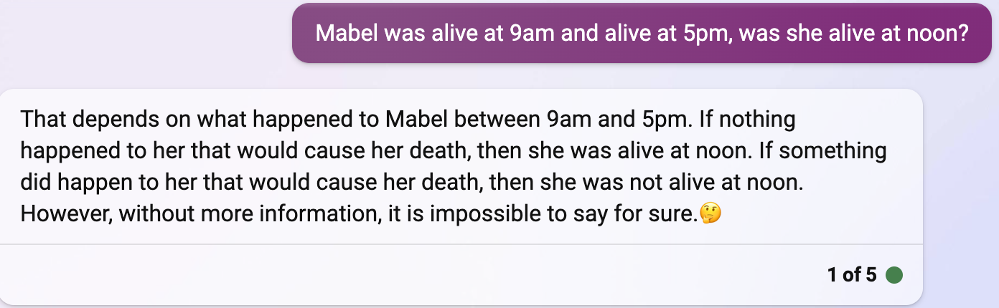 Mabel was alive at 9am and alive at 5pm, was she alive at noon?
That depends on what happened to Mabel between 9am and 5pm. If nothing
happened to her that would cause her death, then she was alive at noon. If something
did happen to her that would cause her death, then she was not alive at noon.
However, without more information, it is impossible to say for sure.🤔
1 of 5